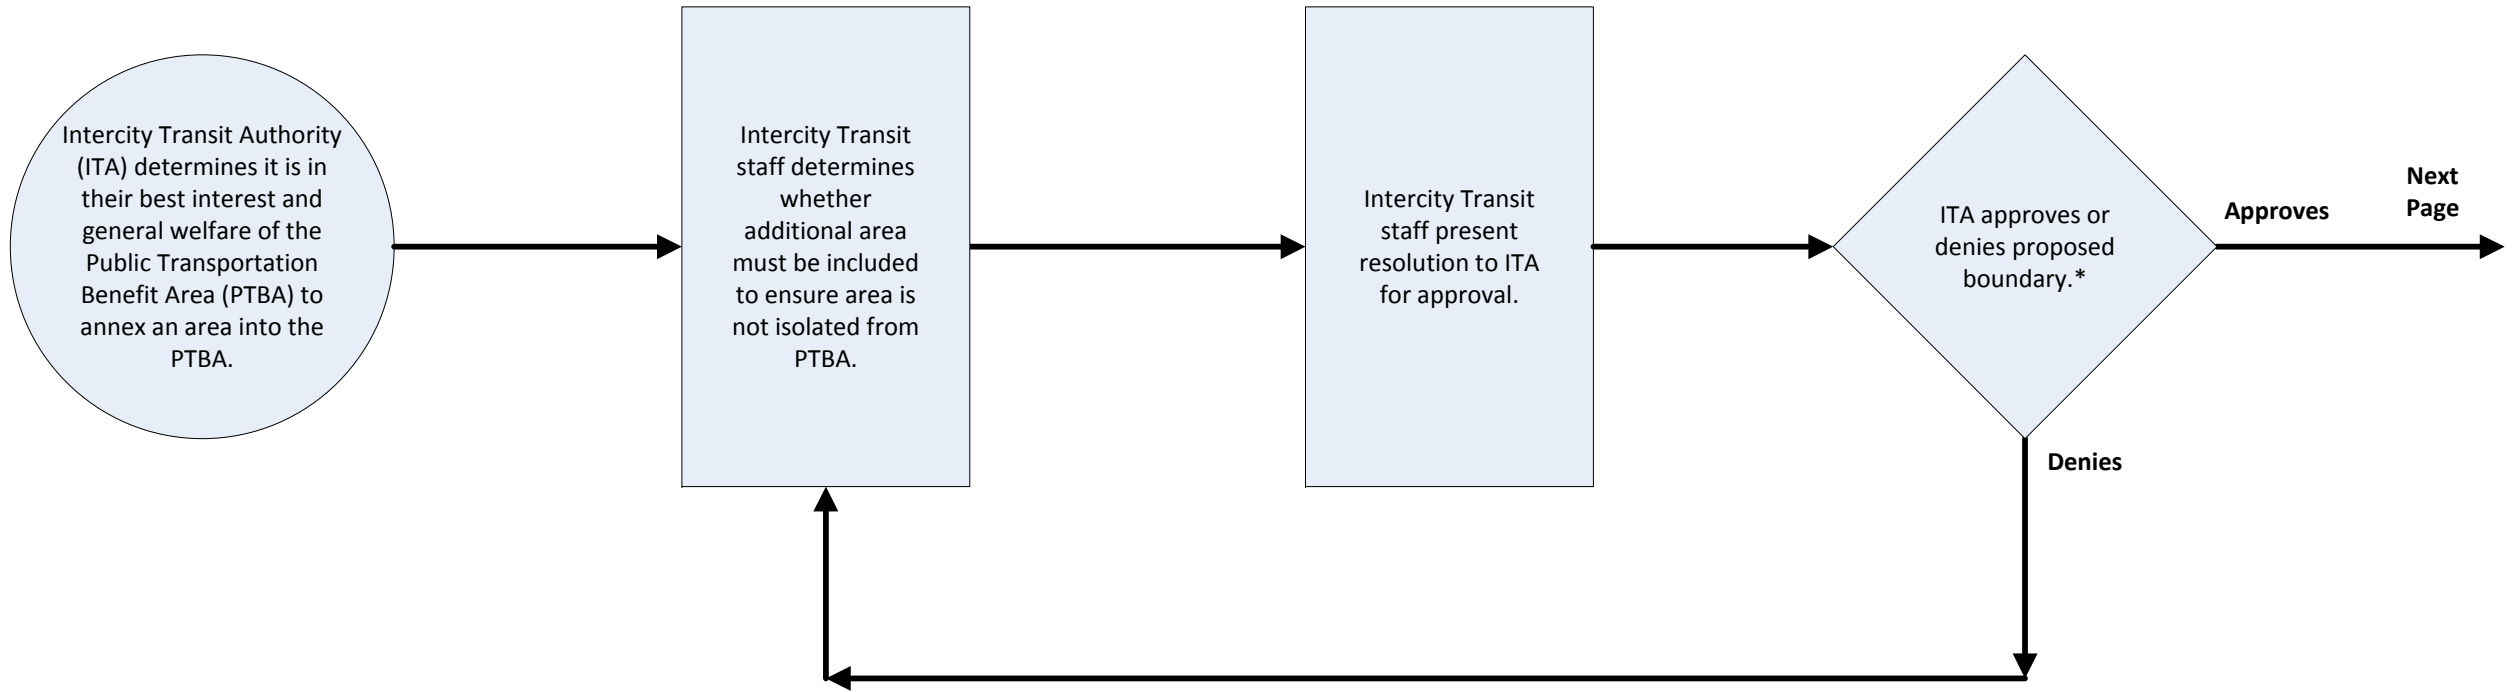 Intercity Transit Authority
(ITA) determines it is in
their best interest and
general welfare of the
Public Transportation
Benefit Area (PTBA) to
annex an area into the
PTBA.
Intercity Transit
staff determines
whether
additional area
must be included
to ensure area is
not isolated from
PTBA.
Intercity Transit
staff present
resolution to ITA
for approval.
ITA approves or
denies proposed
boundary.*
Approves
Next
Page
Denies